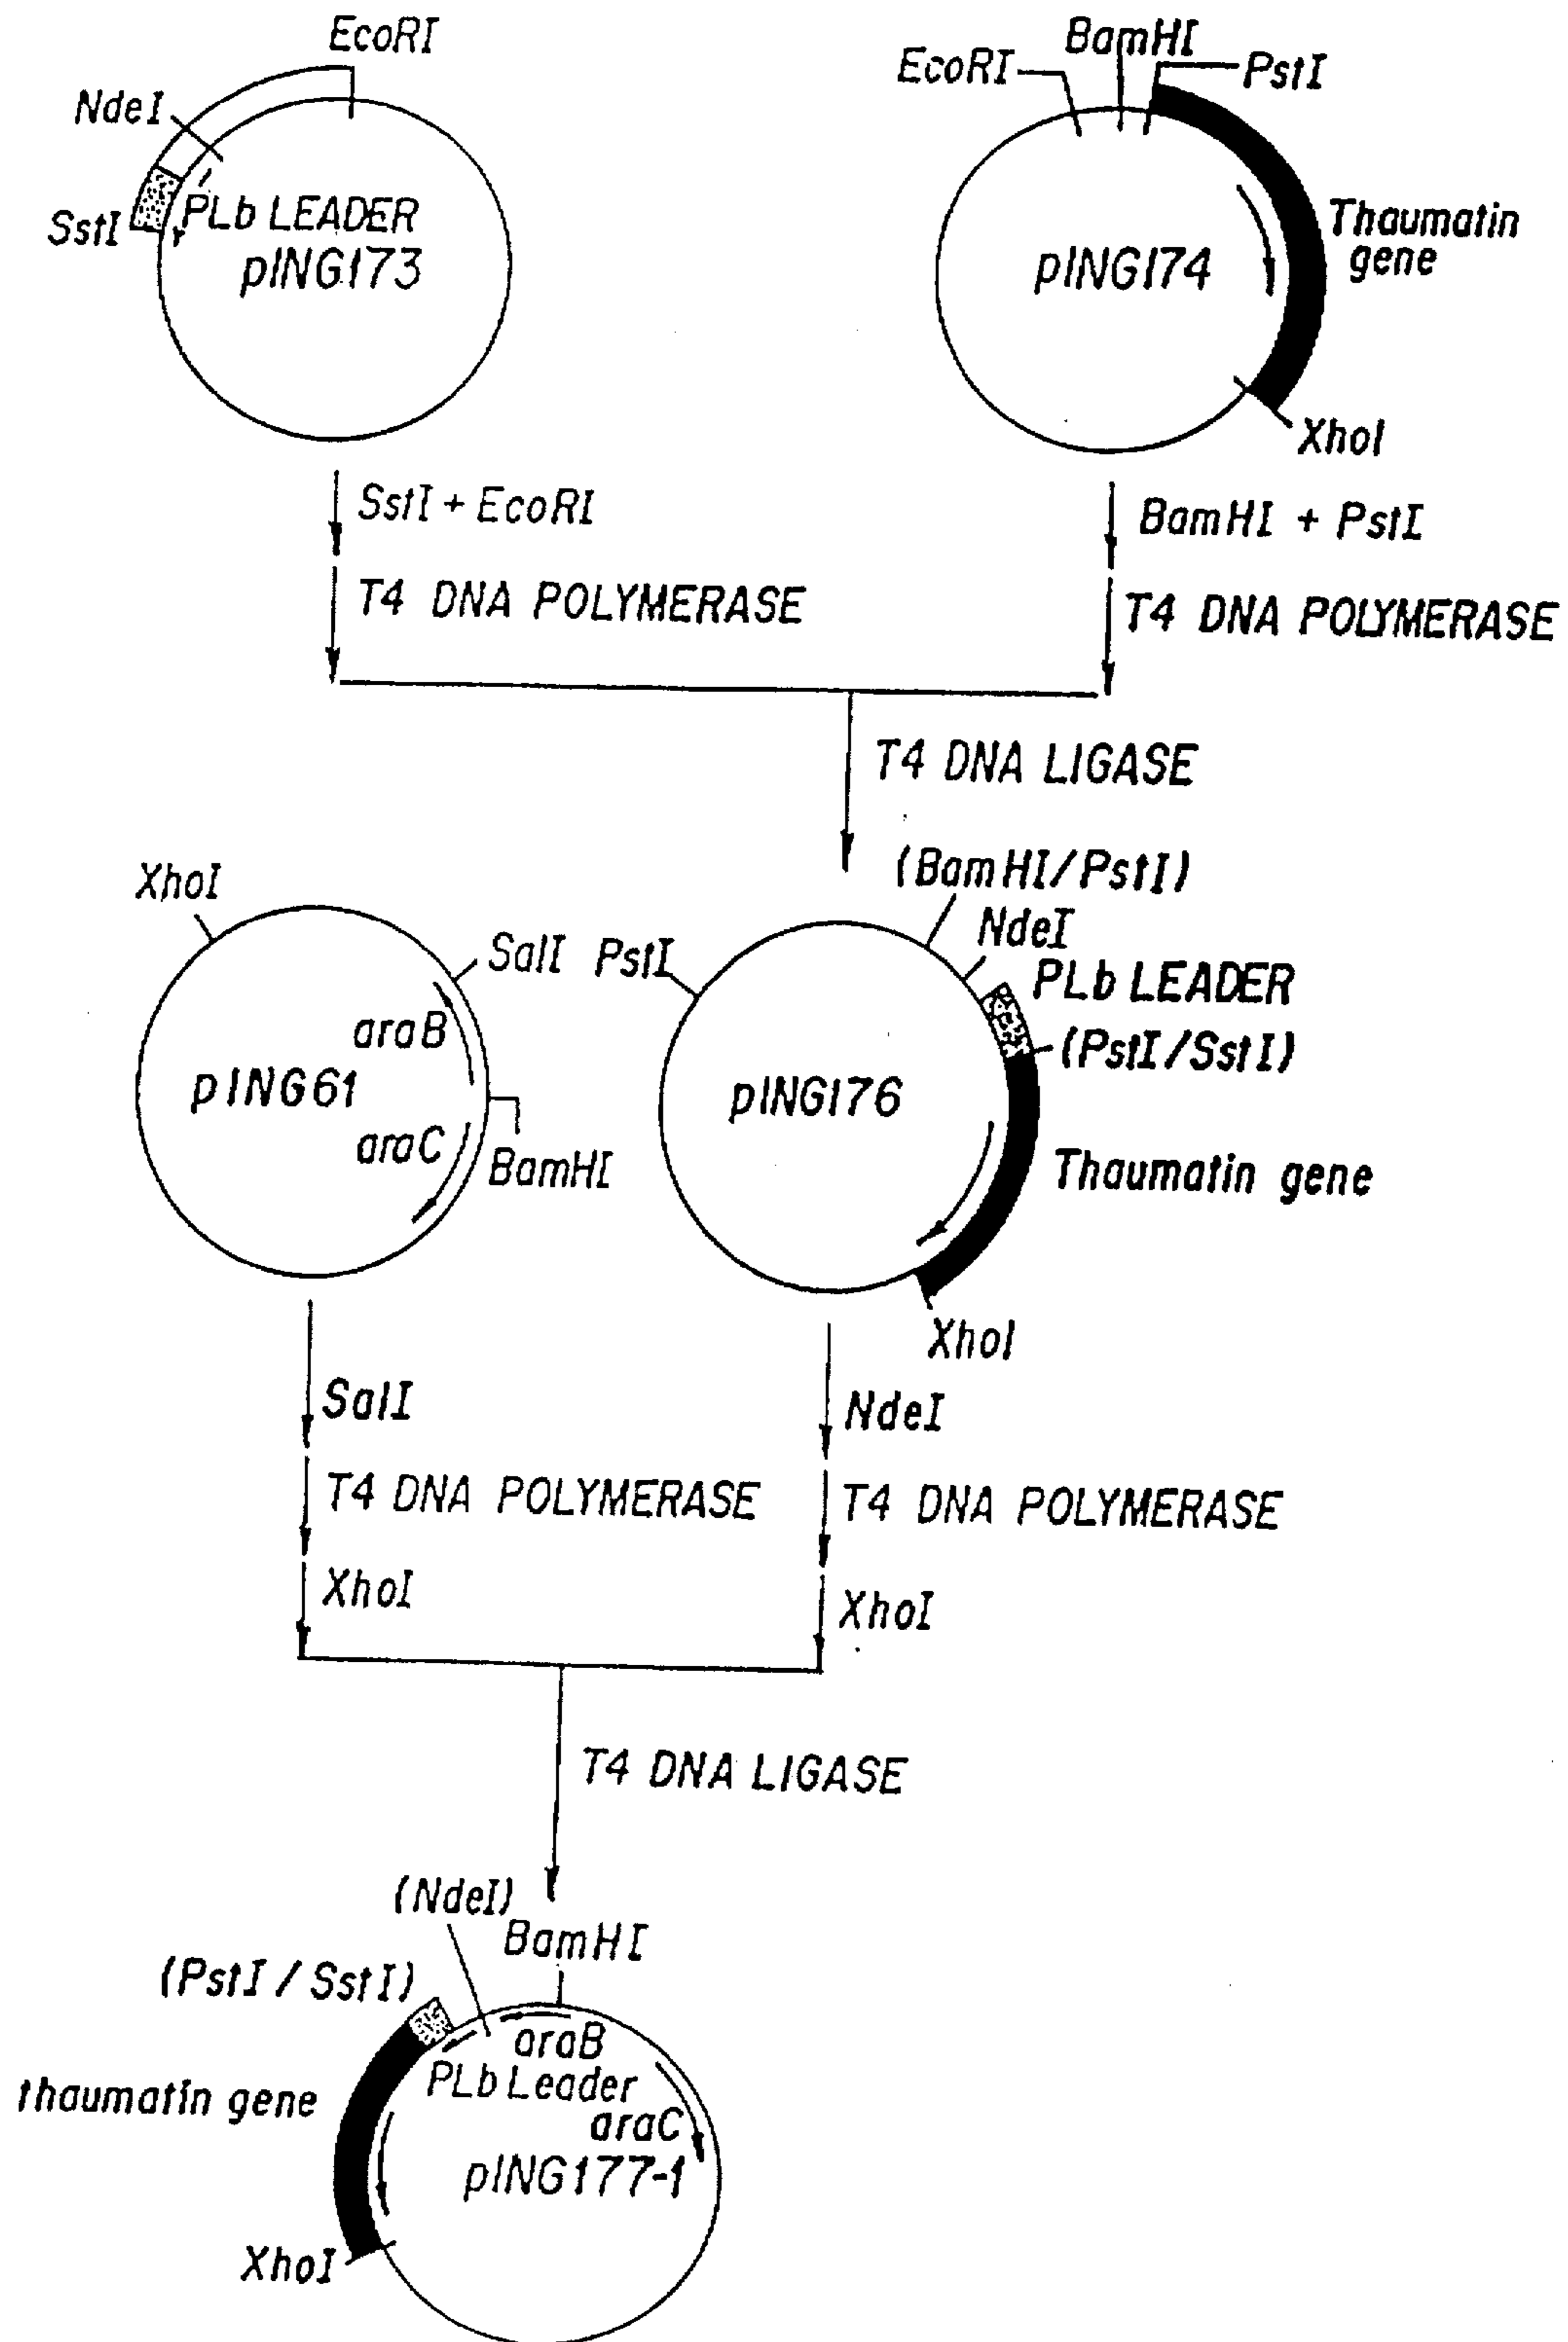 EcoRI
NdeI
SstI
PLb LEADER
pING173
BamHI
EcoRI
PstI
Thaumatin
gene
pING174
XhoI
SstI + EcoRI
T4 DNA POLYMERASE
BamHI + PstI
T4 DNA POLYMERASE
T4 DNA LIGASE
XhoI
SalI
araB
pING61
araC
BamHI
(BamHI/PstI)
NdeI
PstI
PLb LEADER
(PstI/SstI)
pING176
Thaumatin gene
XhoI
SalI
T4 DNA POLYMERASE
XhoI
NdeI
T4 DNA POLYMERASE
XhoI
T4 DNA LIGASE
(NdeI)
BamHI
(PstI/SstI)
araB
PLb Leader
thaumatin gene
araC
pING177-1
XhoI